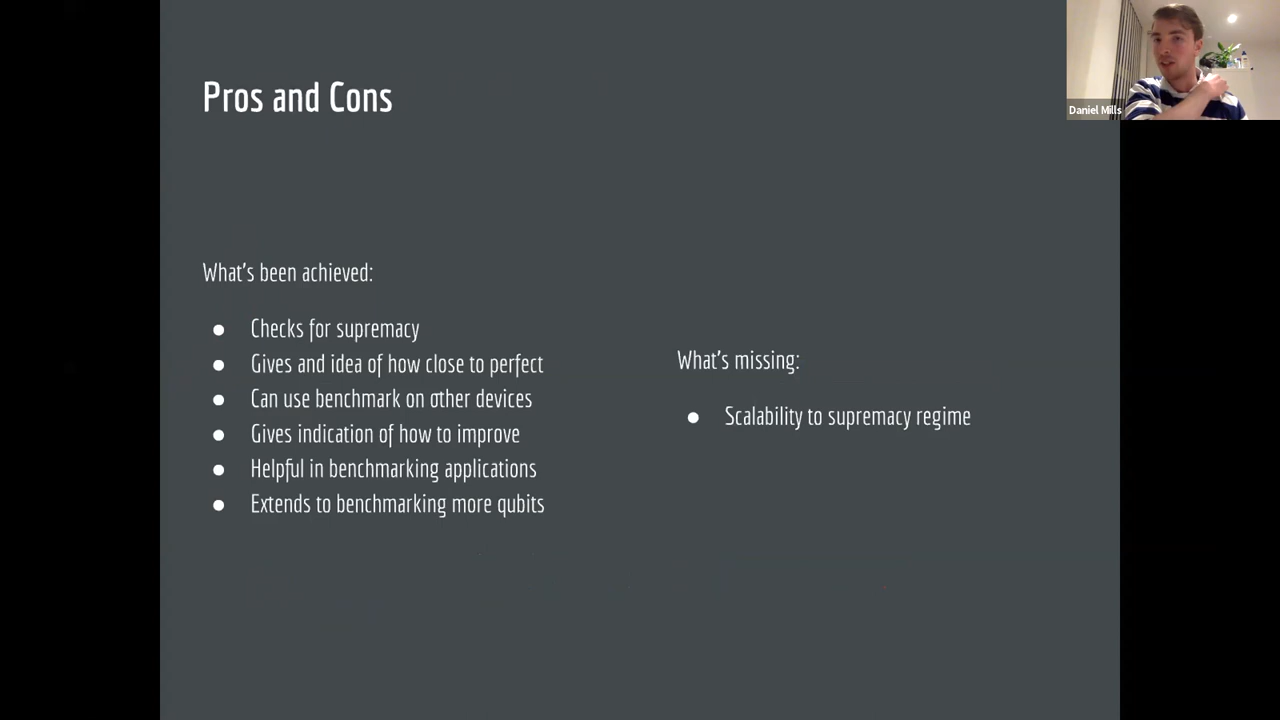 Pros and Cons
Daniel Mills
What's been achieved:
● Checks for supremacy
● Gives and idea of how close to perfect
● Can use benchmark on other devices
● Gives indication of how to improve
● Helpful in benchmarking applications
● Extends to benchmarking more qubits
What's missing:
● Scalability to supremacy regime